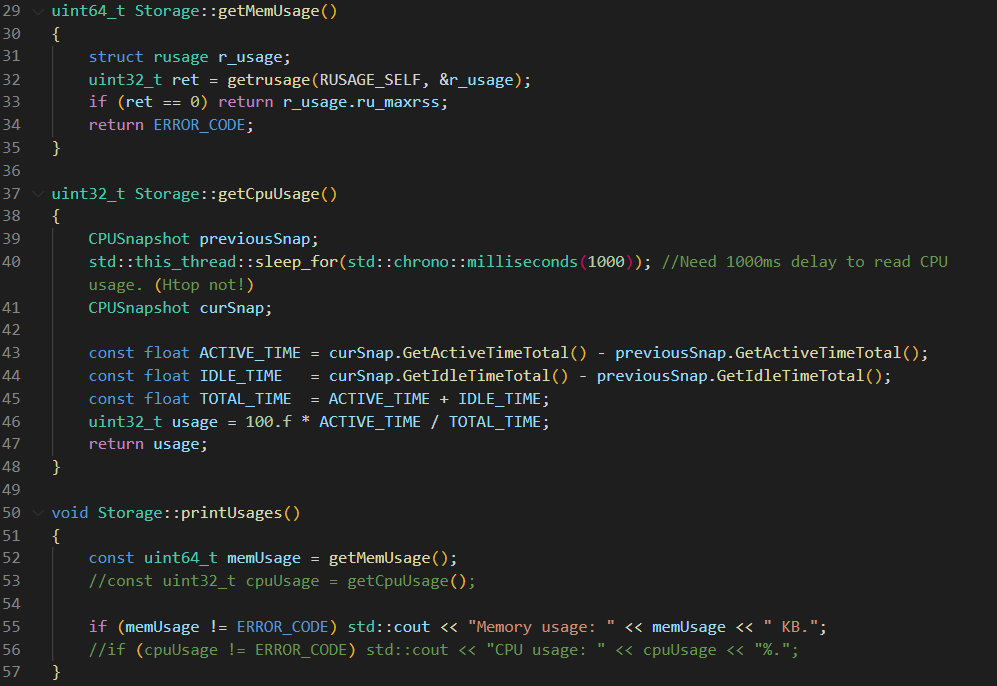 29 uint64_t Storage::getMemUsage()
30 {
31     struct rusage r_usage;
32     uint32_t ret = getrusage(RUSAGE_SELF, &r_usage);
33     if (ret == 0) return r_usage.ru_maxrss;
34     return ERROR_CODE;
35 }
36
37 uint32_t Storage::getCpuUsage()
38 {
39     CPUSnapshot previousSnap;
40     std::this_thread::sleep_for(std::chrono::milliseconds(1000)); //Need 1000ms delay to read CPU
usage. (Htop not!)
41     CPUSnapshot curSnap;
42
43     const float ACTIVE_TIME = curSnap.GetActiveTimeTotal() - previousSnap.GetActiveTimeTotal();
44     const float IDLE_TIME   = curSnap.GetIdleTimeTotal() - previousSnap.GetIdleTimeTotal();
45     const float TOTAL_TIME  = ACTIVE_TIME + IDLE_TIME;
46     uint32_t usage = 100.f * ACTIVE_TIME / TOTAL_TIME;
47     return usage;
48 }
49
50 void Storage::printUsages()
51 {
52     const uint64_t memUsage = getMemUsage();
53     //const uint32_t cpuUsage = getCpuUsage();
54
55     if (memUsage != ERROR_CODE) std::cout << "Memory usage: " << memUsage << " KB.";
56     //if (cpuUsage != ERROR_CODE) std::cout << "CPU usage: " << cpuUsage << "%.";
57 }